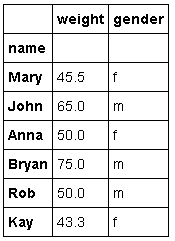 weight gender
name
Mary 45.5 f
John 65.0 m
Anna 50.0 f
Bryan 75.0 m
Rob 50.0 m
Kay 43.3 f